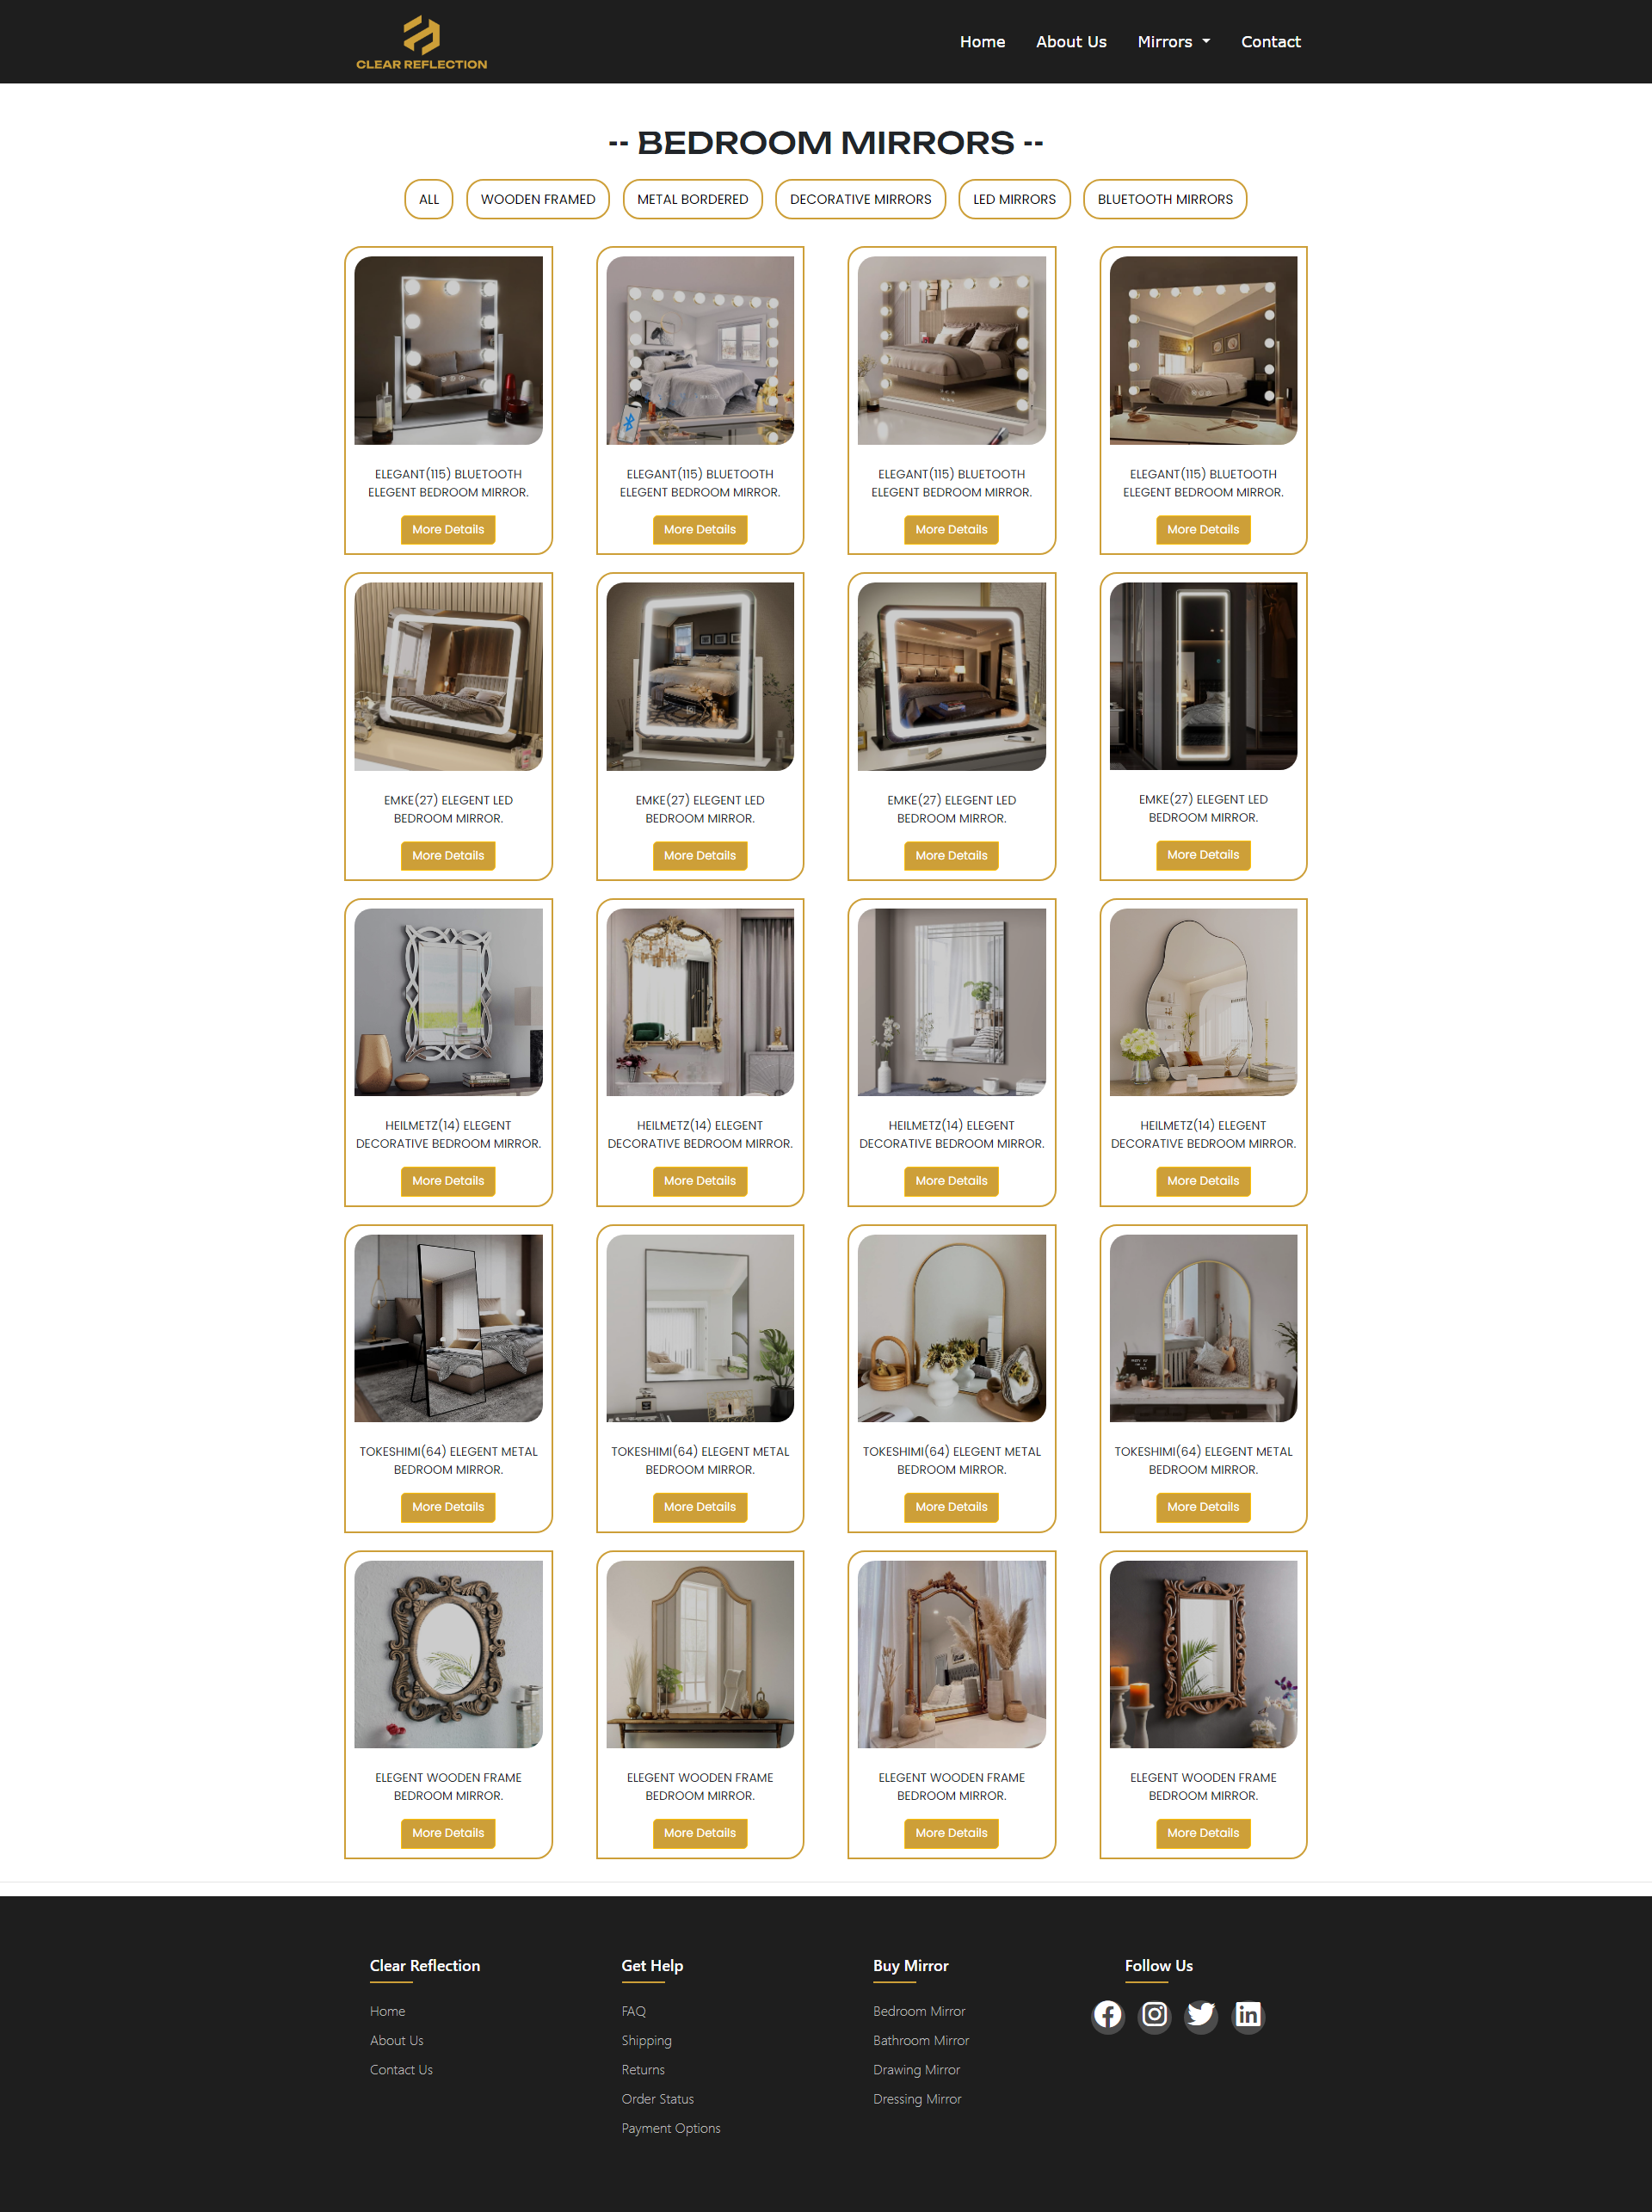 CLEAR REFLECTION
Home About Us Mirrors Contact
-- BEDROOM MIRRORS --
ALL WOODEN FRAMED METAL BORDERED DECORATIVE MIRRORS LED MIRRORS BLUETOOTH MIRRORS
ELEGANT(115) BLUETOOTH
ELEGENT BEDROOM MIRROR.
More Details
ELEGANT(115) BLUETOOTH
ELEGENT BEDROOM MIRROR.
More Details
ELEGANT(115) BLUETOOTH
ELEGENT BEDROOM MIRROR.
More Details
ELEGANT(115) BLUETOOTH
ELEGENT BEDROOM MIRROR.
More Details
EMKE(27) ELEGENT LED
BEDROOM MIRROR.
More Details
EMKE(27) ELEGENT LED
BEDROOM MIRROR.
More Details
EMKE(27) ELEGENT LED
BEDROOM MIRROR.
More Details
EMKE(27) ELEGENT LED
BEDROOM MIRROR.
More Details
HEILMETZ(14) ELEGENT
DECORATIVE BEDROOM MIRROR.
More Details
HEILMETZ(14) ELEGENT
DECORATIVE BEDROOM MIRROR.
More Details
HEILMETZ(14) ELEGENT
DECORATIVE BEDROOM MIRROR.
More Details
HEILMETZ(14) ELEGENT
DECORATIVE BEDROOM MIRROR.
More Details
TOKESHIMI(64) ELEGENT METAL
BEDROOM MIRROR.
More Details
TOKESHIMI(64) ELEGENT METAL
BEDROOM MIRROR.
More Details
TOKESHIMI(64) ELEGENT METAL
BEDROOM MIRROR.
More Details
TOKESHIMI(64) ELEGENT METAL
BEDROOM MIRROR.
More Details
ELEGENT WOODEN FRAME
BEDROOM MIRROR.
More Details
ELEGENT WOODEN FRAME
BEDROOM MIRROR.
More Details
ELEGENT WOODEN FRAME
BEDROOM MIRROR.
More Details
ELEGENT WOODEN FRAME
BEDROOM MIRROR.
More Details
Clear Reflection
Home
About Us
Contact Us
Get Help
FAQ
Shipping
Returns
Order Status
Payment Options
Buy Mirror
Bedroom Mirror
Bathroom Mirror
Drawing Mirror
Dressing Mirror
Follow Us